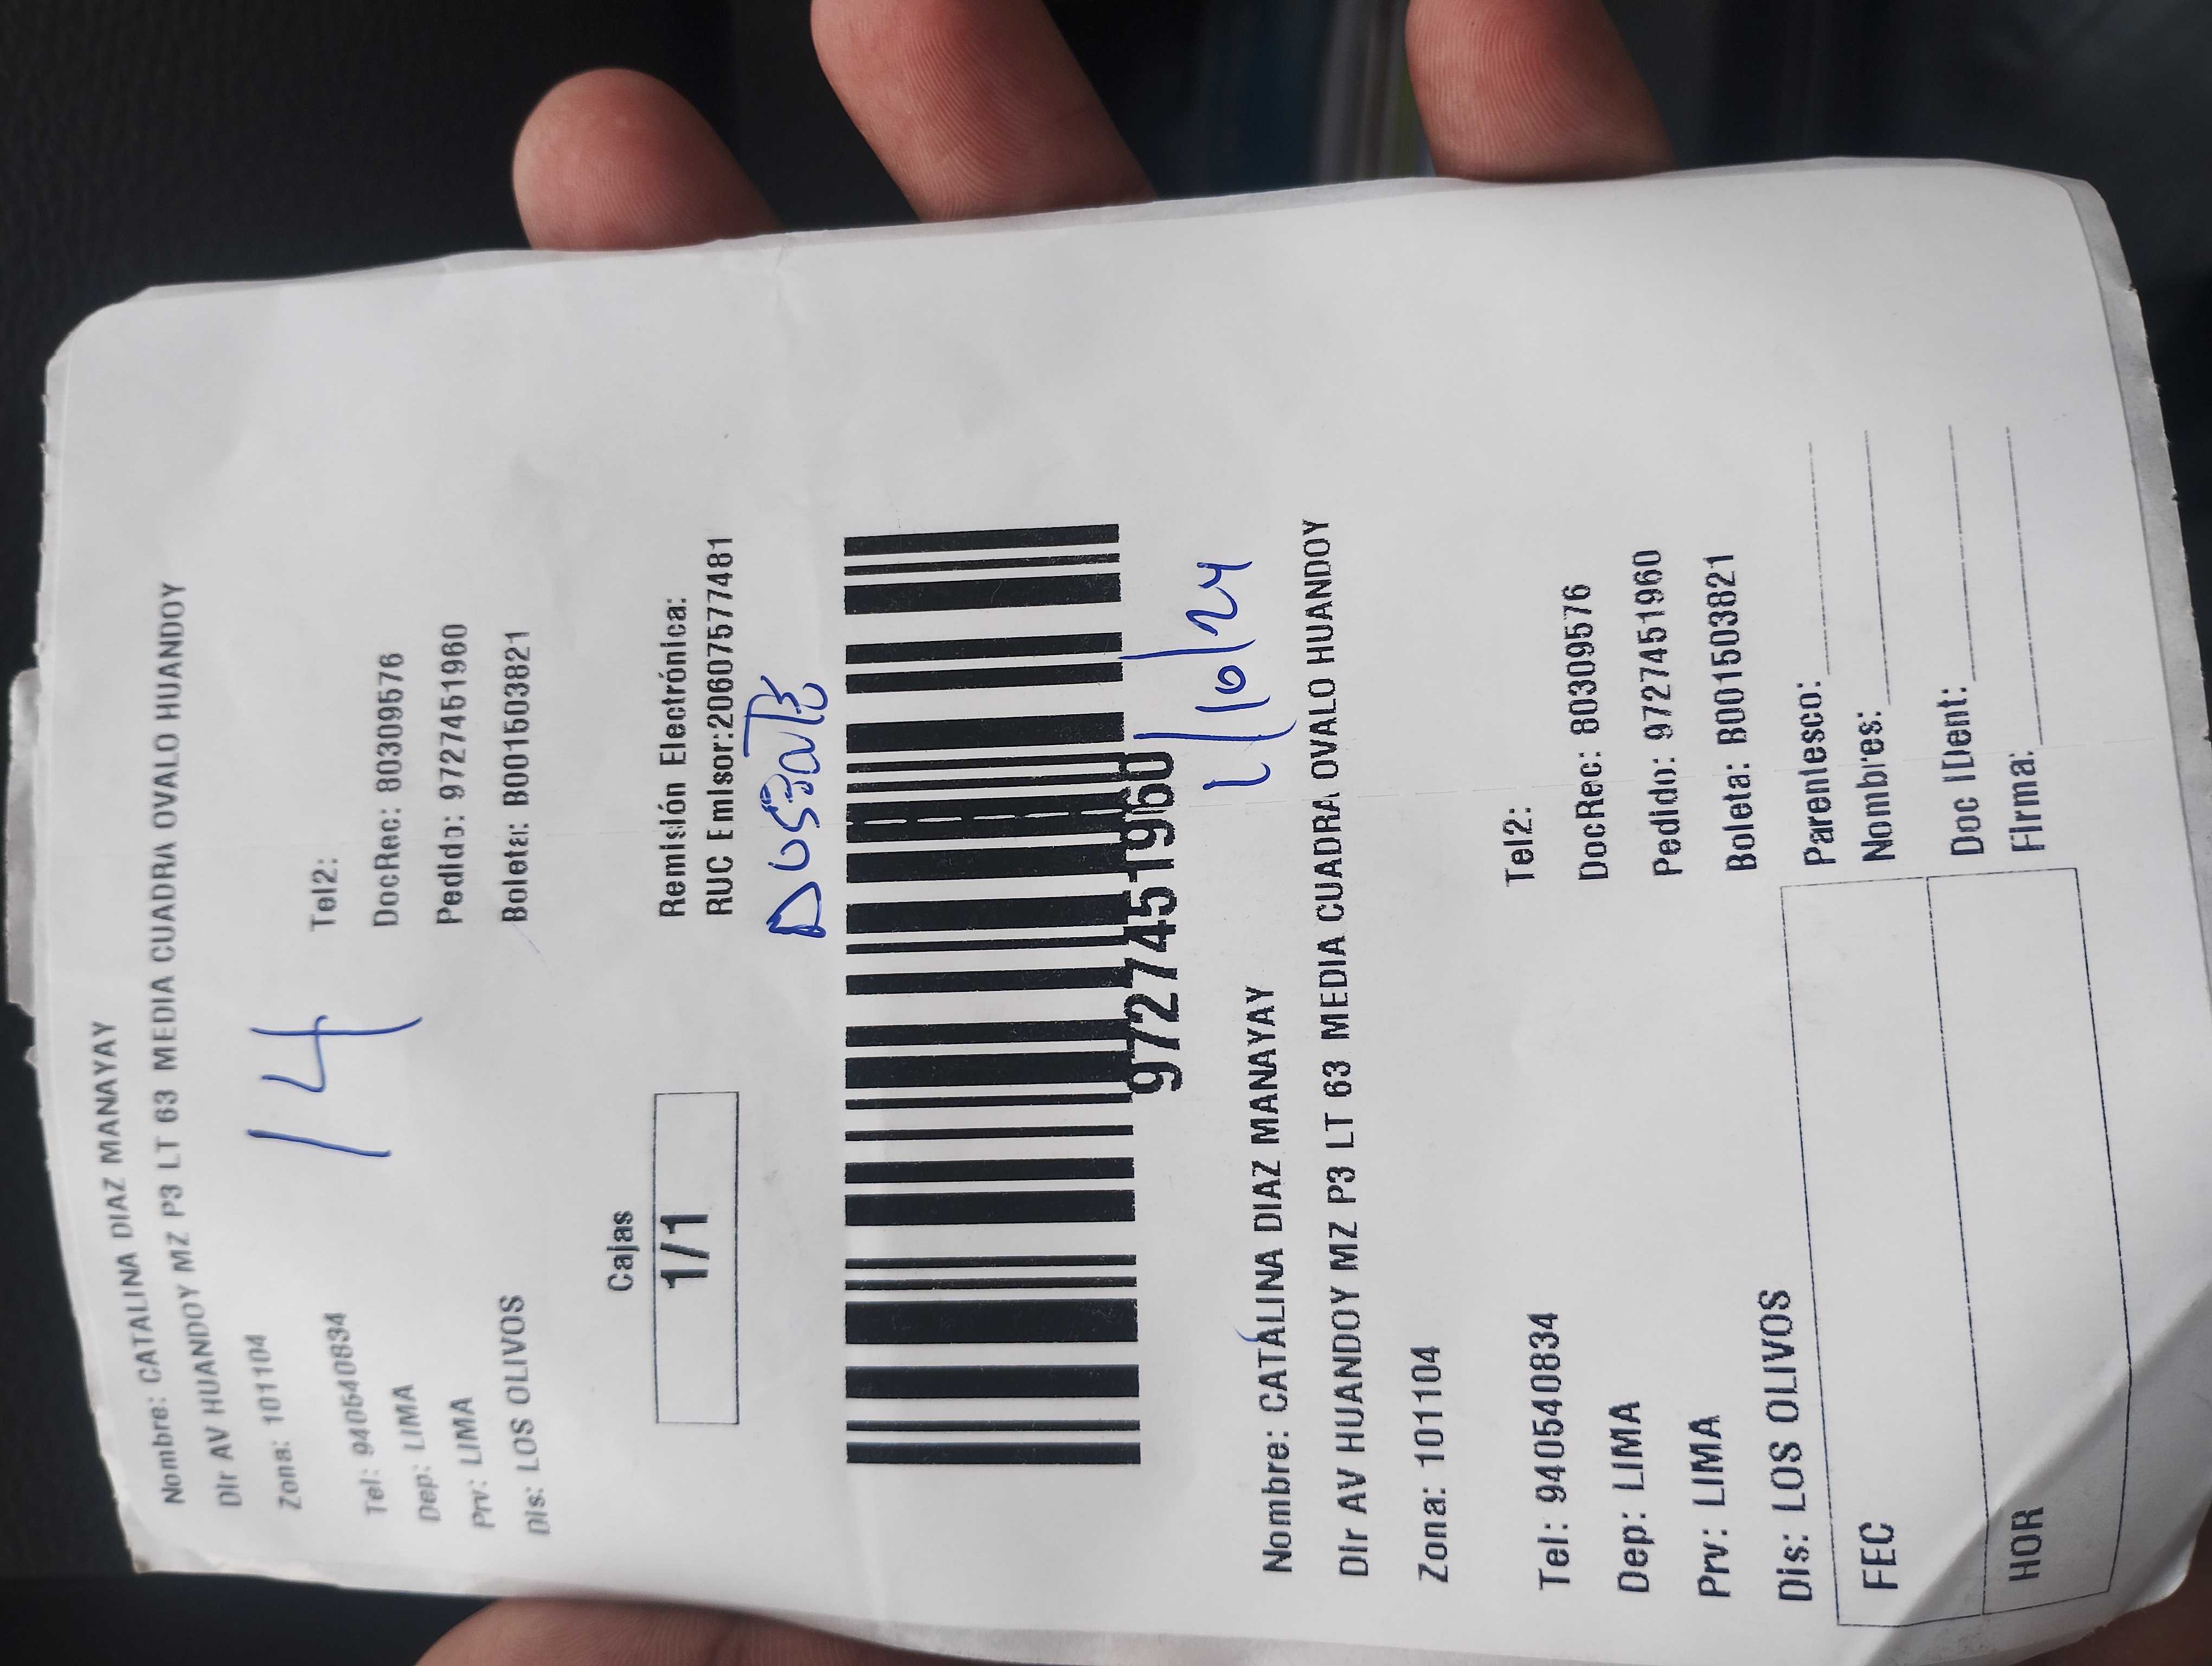 Nombre: CATALINA DIAZ MANAYAY
Dir AV HUANDOY MZ P3 LT 63 MEDIA CUADRA OVALO HUANDOY
Zona: 101104
14
Tel: 940540834
Tel2:
Dep: LIMA
DocRec: 80309576
Prv: LIMA
Pedido: 9727451960
Dis: LOS OLIVOS
Boleta: B001503821
Cajas
1/1
Remisión Electrónica:
RUC Emisor:20607577481
9727451960
Nombre: CATALINA DIAZ MANAYAY
Dir AV HUANDOY MZ P3 LT 63 MEDIA CUADRA OVALO HUANDOY
Zona: 101104
Tel: 940540834
Tel2:
Dep: LIMA
DocRec: 80309576
Prv: LIMA
Pedido: 9727451960
Dis: LOS OLIVOS
Boleta: B001503821
FEC
Parentesco:
Nombres:
HOR
Doc IDent:
Firma: